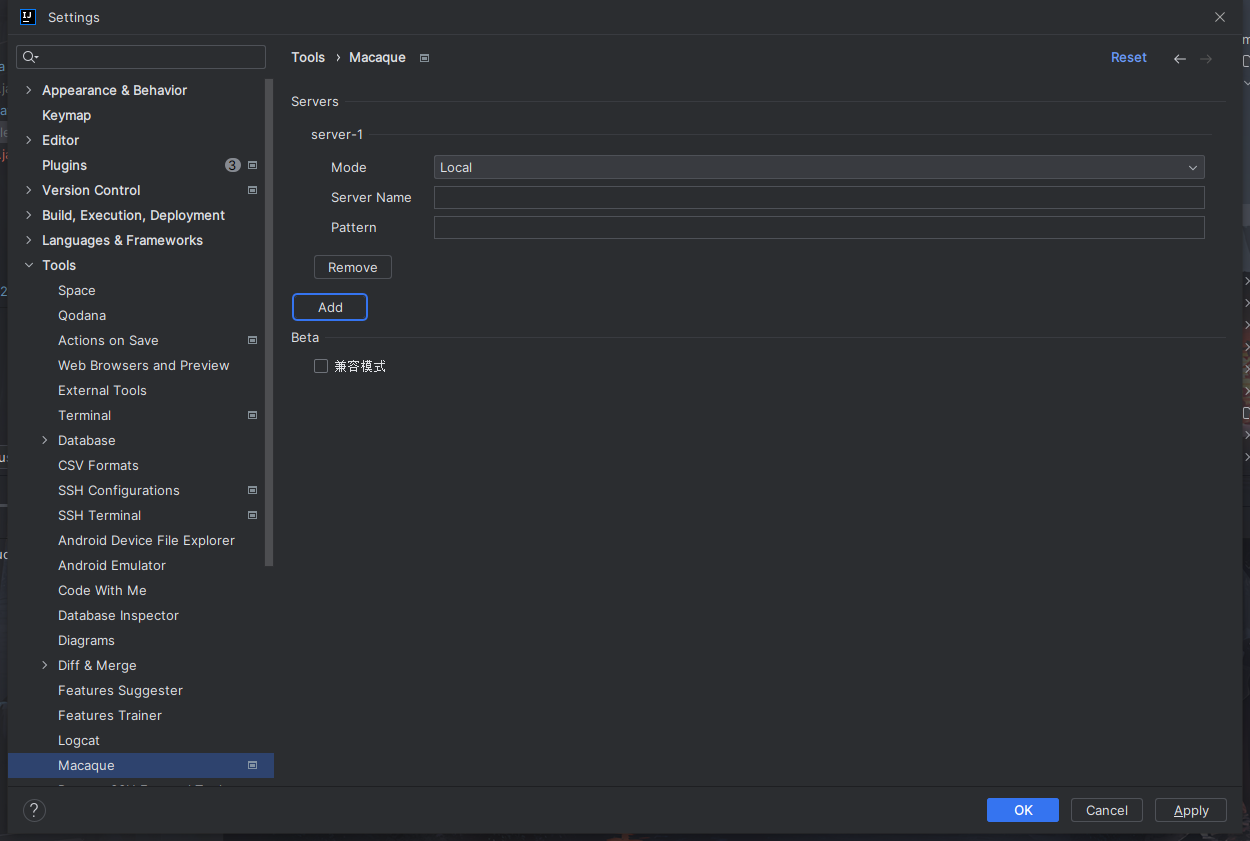 Settings
Tools › Macaque
Reset
Appearance & Behavior
Keymap
Editor
Plugins 3
Version Control
Build, Execution, Deployment
Languages & Frameworks
Tools
Space
Qodana
Actions on Save
Web Browsers and Preview
External Tools
Terminal
Database
CSV Formats
SSH Configurations
SSH Terminal
Android Device File Explorer
Android Emulator
Code With Me
Database Inspector
Diagrams
Diff & Merge
Features Suggester
Features Trainer
Logcat
Macaque
Servers
server-1
Mode Local
Server Name
Pattern
Remove
Add
Beta
兼容模式
?
OK
Cancel
Apply